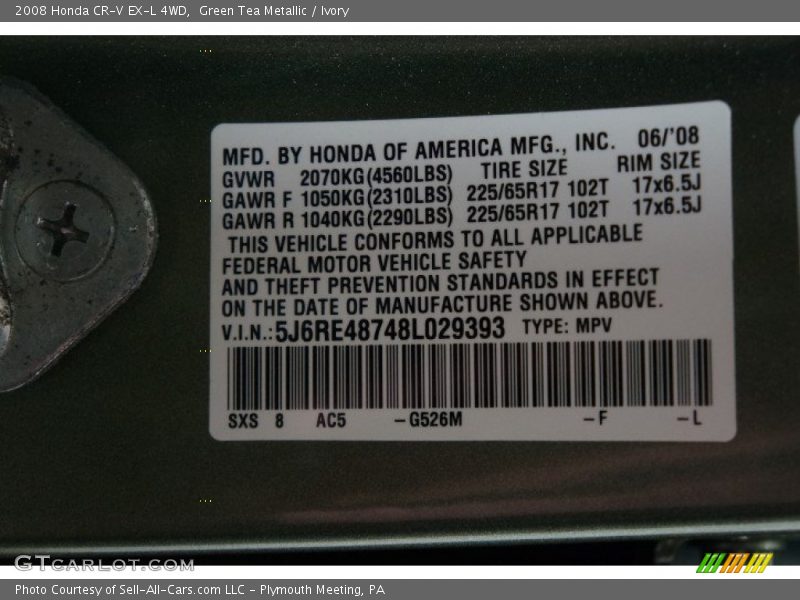 2008 Honda CR-V EX-L 4WD,  Green Tea Metallic / Ivory
MFD. BY HONDA OF AMERICA MFG., INC. 06/'08
GVWR 2070KG(4560LBS) TIRE SIZE RIM SIZE
GAWR F 1050KG(2310LBS) 225/65R17 102T 17x6.5J
GAWR R 1040KG(2290LBS) 225/65R17 102T 17x6.5J
THIS VEHICLE CONFORMS TO ALL APPLICABLE
FEDERAL MOTOR VEHICLE SAFETY
AND THEFT PREVENTION STANDARDS IN EFFECT
ON THE DATE OF MANUFACTURE SHOWN ABOVE.
V.I.N.:5J6RE48748L029393 TYPE: MPV
SXS 8 AC5 -G526M -F -L
GTCARLOT.COM
Photo Courtesy of Sell-All-Cars.com LLC - Plymouth Meeting, PA